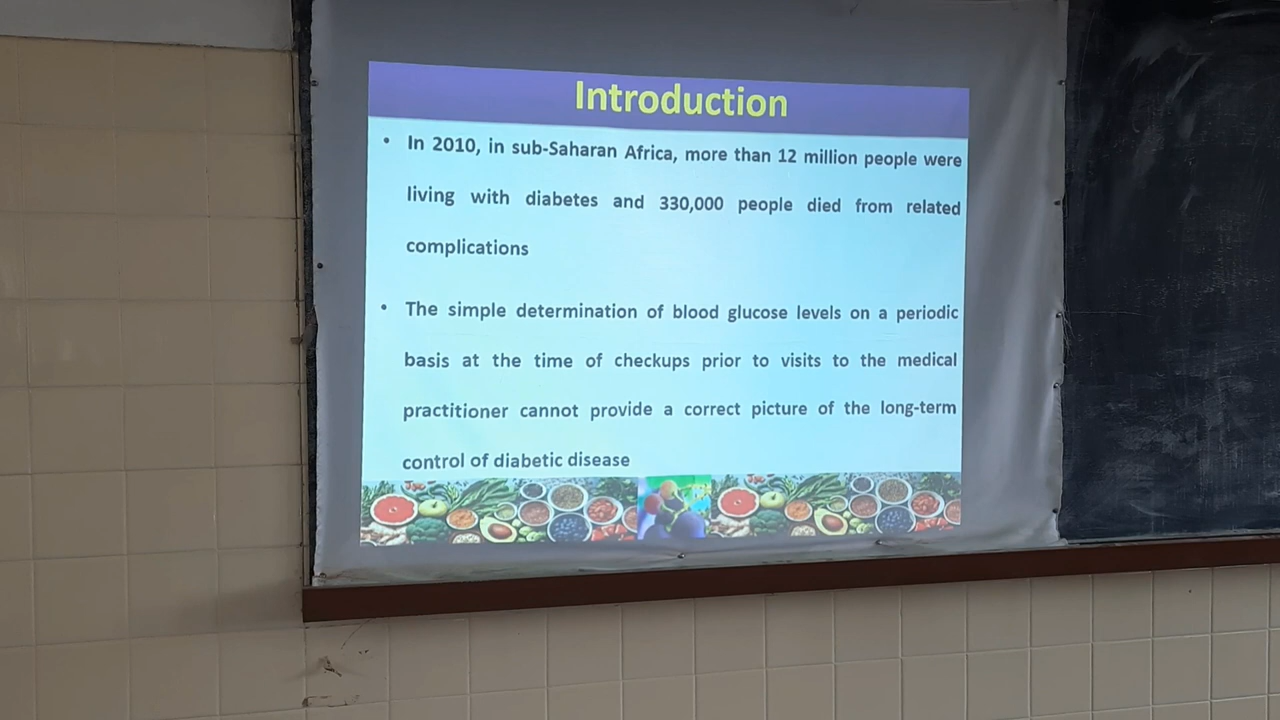 Introduction
• In 2010, in sub-Saharan Africa, more than 12 million people were
living with diabetes and 330,000 people died from related
complications
• The simple determination of blood glucose levels on a periodic
basis at the time of checkups prior to visits to the medical
practitioner cannot provide a correct picture of the long-term
control of diabetic disease